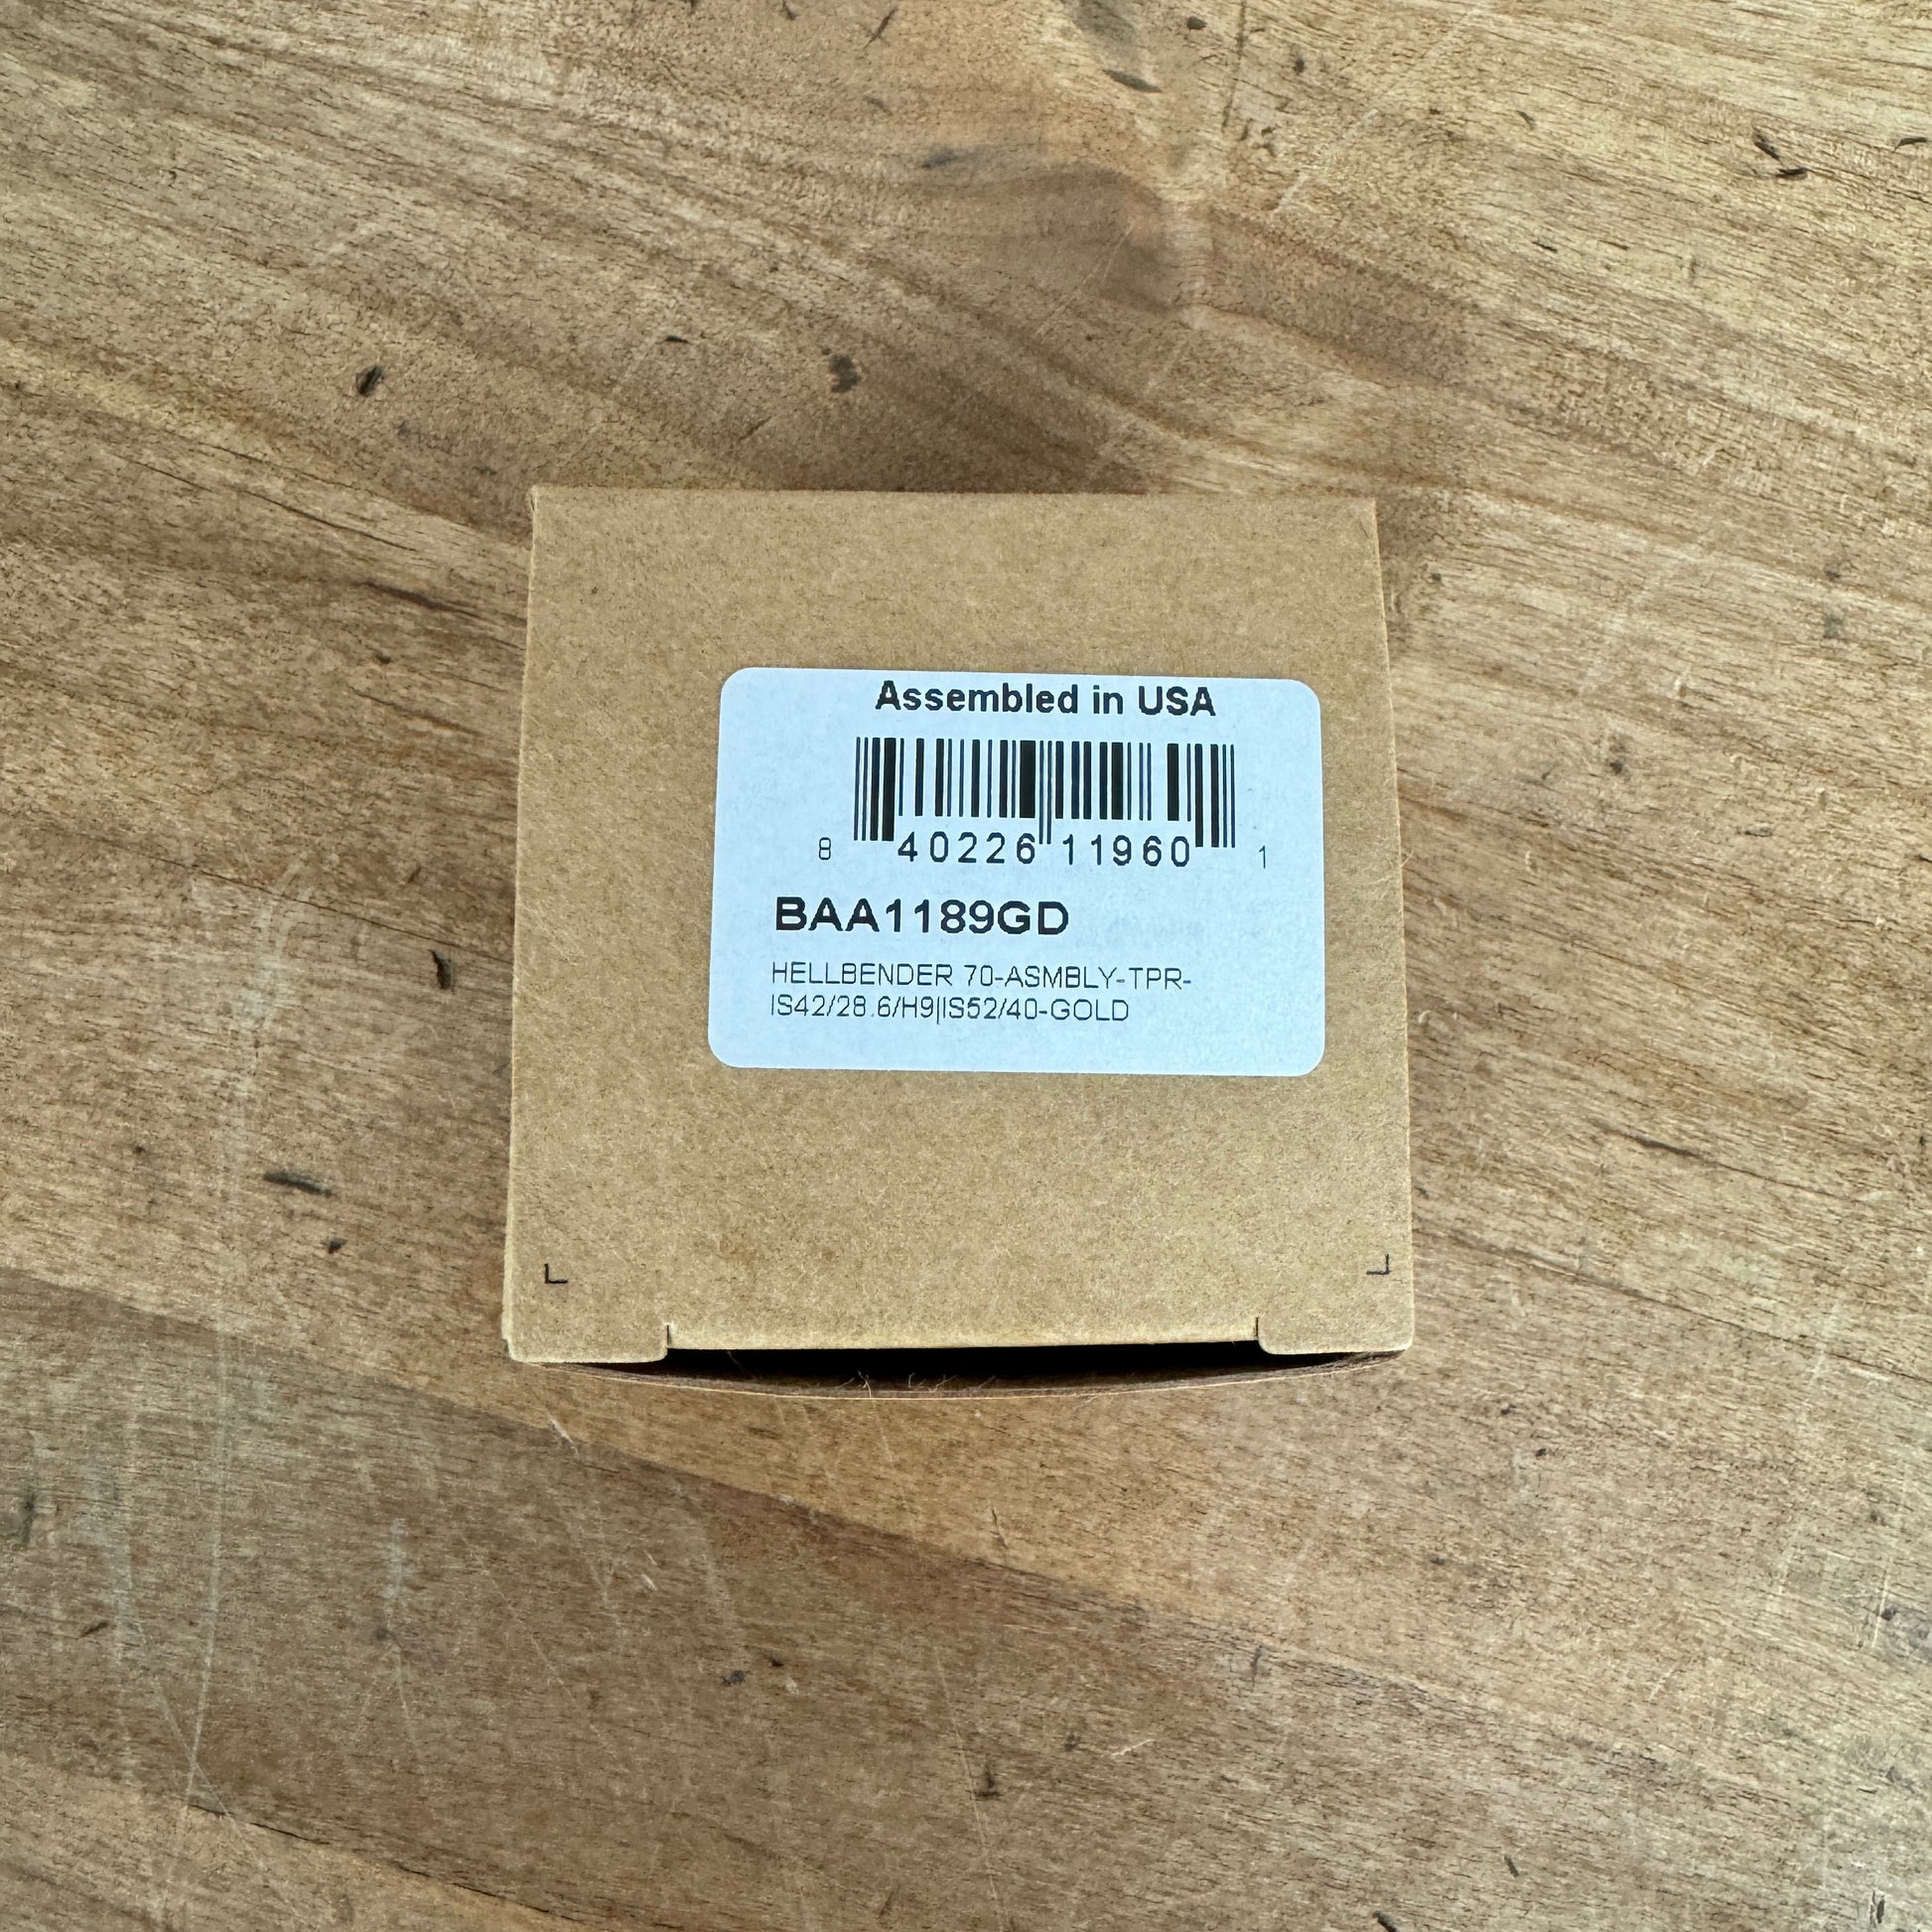 Assembled in USA
8 40226 11960 1
BAA1189GD
HELLBENDER 70-ASMBLY-TPR-
IS42/28.6/H9|IS52/40-GOLD